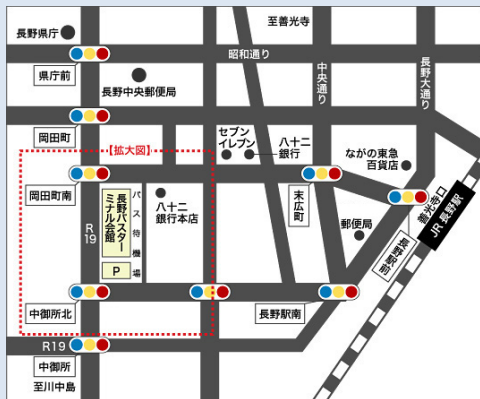 長野県庁
至善光寺
昭和通り
県庁前
中央通り
長野大通り
長野中央郵便局
岡田町
セブン
イレブン
八十二
銀行
【拡大図】
ながの東急
百貨店
岡田町南
末広町
長野バスター
ミナル会館
バス待機場
八十二
銀行本店
R
19
P
郵便局
善光寺口
JR 長野駅
長野駅前
中御所北
長野駅南
R19
中御所
至川中島